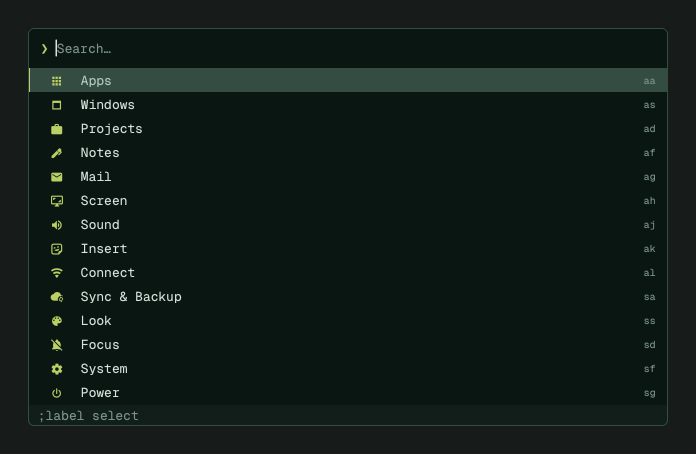 ❯ Search…
Apps aa
Windows as
Projects ad
Notes af
Mail ag
Screen ah
Sound aj
Insert ak
Connect al
Sync & Backup sa
Look ss
Focus sd
System sf
Power sg
;label select